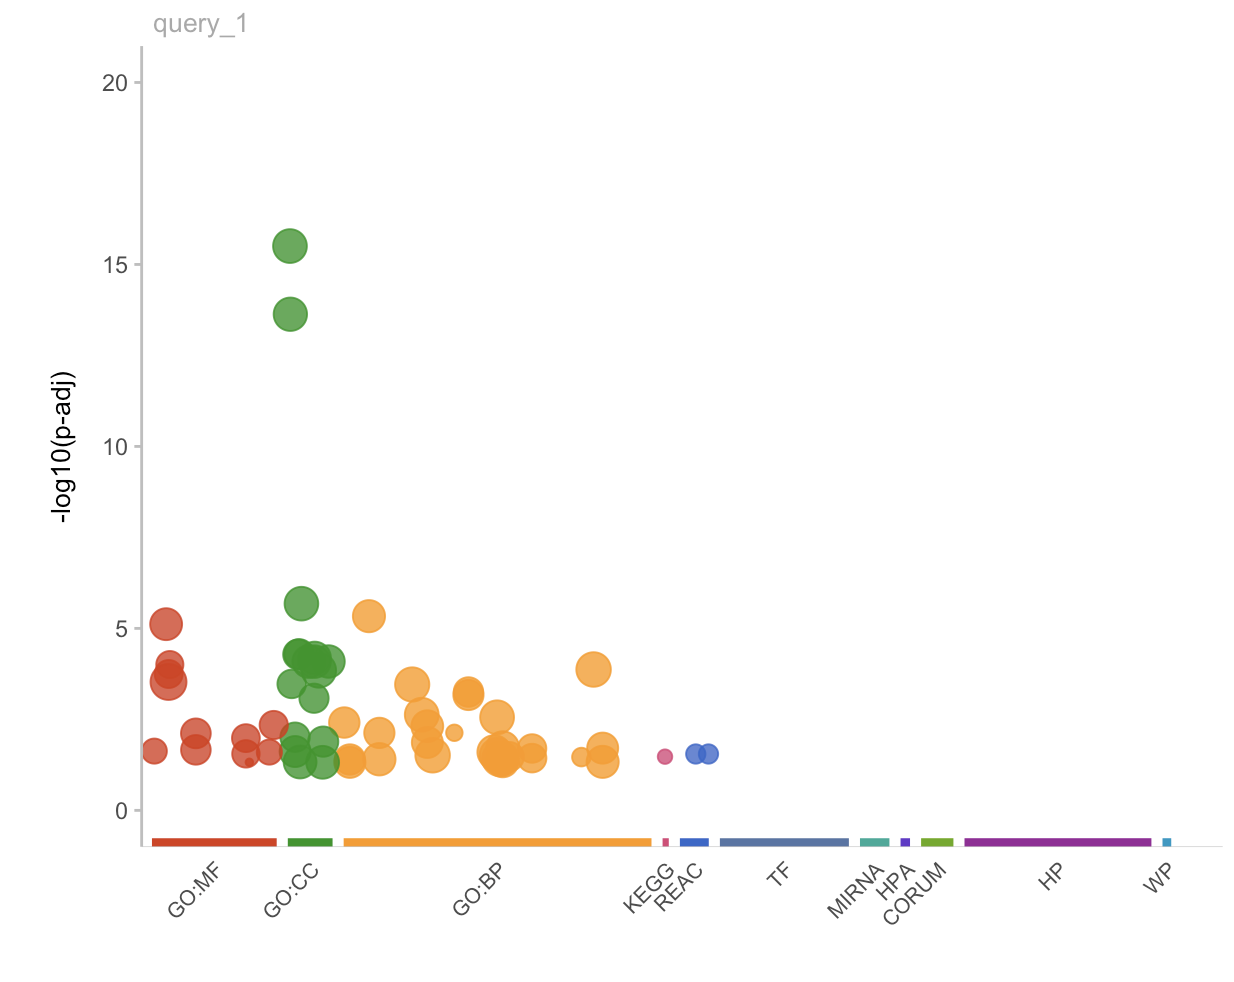 query_1
20
15
10
5
0
-log10(p-adj)
GO:MF
GO:CC
GO:BP
KEGG
REAC
TF
MIRNA
HPA
CORUM
HP
WP